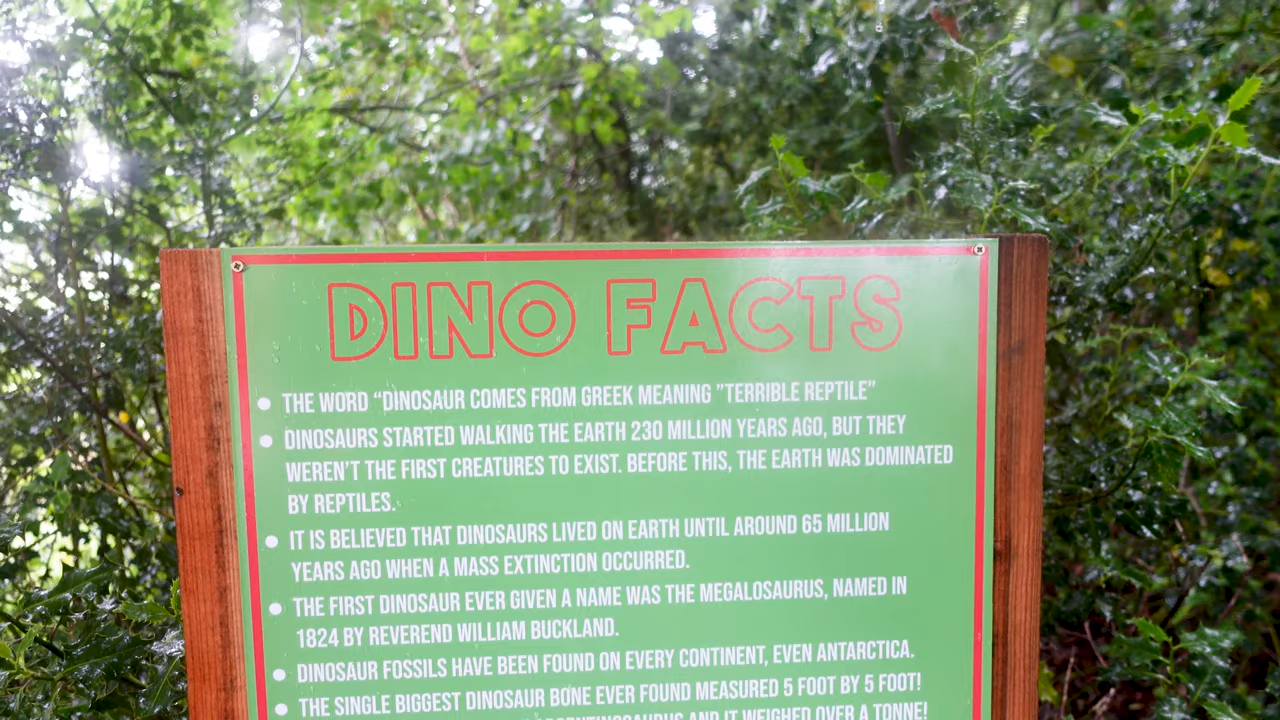 DINO FACTS
• THE WORD “DINOSAUR COMES FROM GREEK MEANING ”TERRIBLE REPTILE”
• DINOSAURS STARTED WALKING THE EARTH 230 MILLION YEARS AGO, BUT THEY
WEREN'T THE FIRST CREATURES TO EXIST. BEFORE THIS, THE EARTH WAS DOMINATED
BY REPTILES.
• IT IS BELIEVED THAT DINOSAURS LIVED ON EARTH UNTIL AROUND 65 MILLION
YEARS AGO WHEN A MASS EXTINCTION OCCURRED.
• THE FIRST DINOSAUR EVER GIVEN A NAME WAS THE MEGALOSAURUS, NAMED IN
1824 BY REVEREND WILLIAM BUCKLAND.
• DINOSAUR FOSSILS HAVE BEEN FOUND ON EVERY CONTINENT, EVEN ANTARCTICA.
• THE SINGLE BIGGEST DINOSAUR BONE EVER FOUND MEASURED 5 FOOT BY 5 FOOT!
ARGENTINOSAURUS AND IT WEIGHED OVER A TONNE!